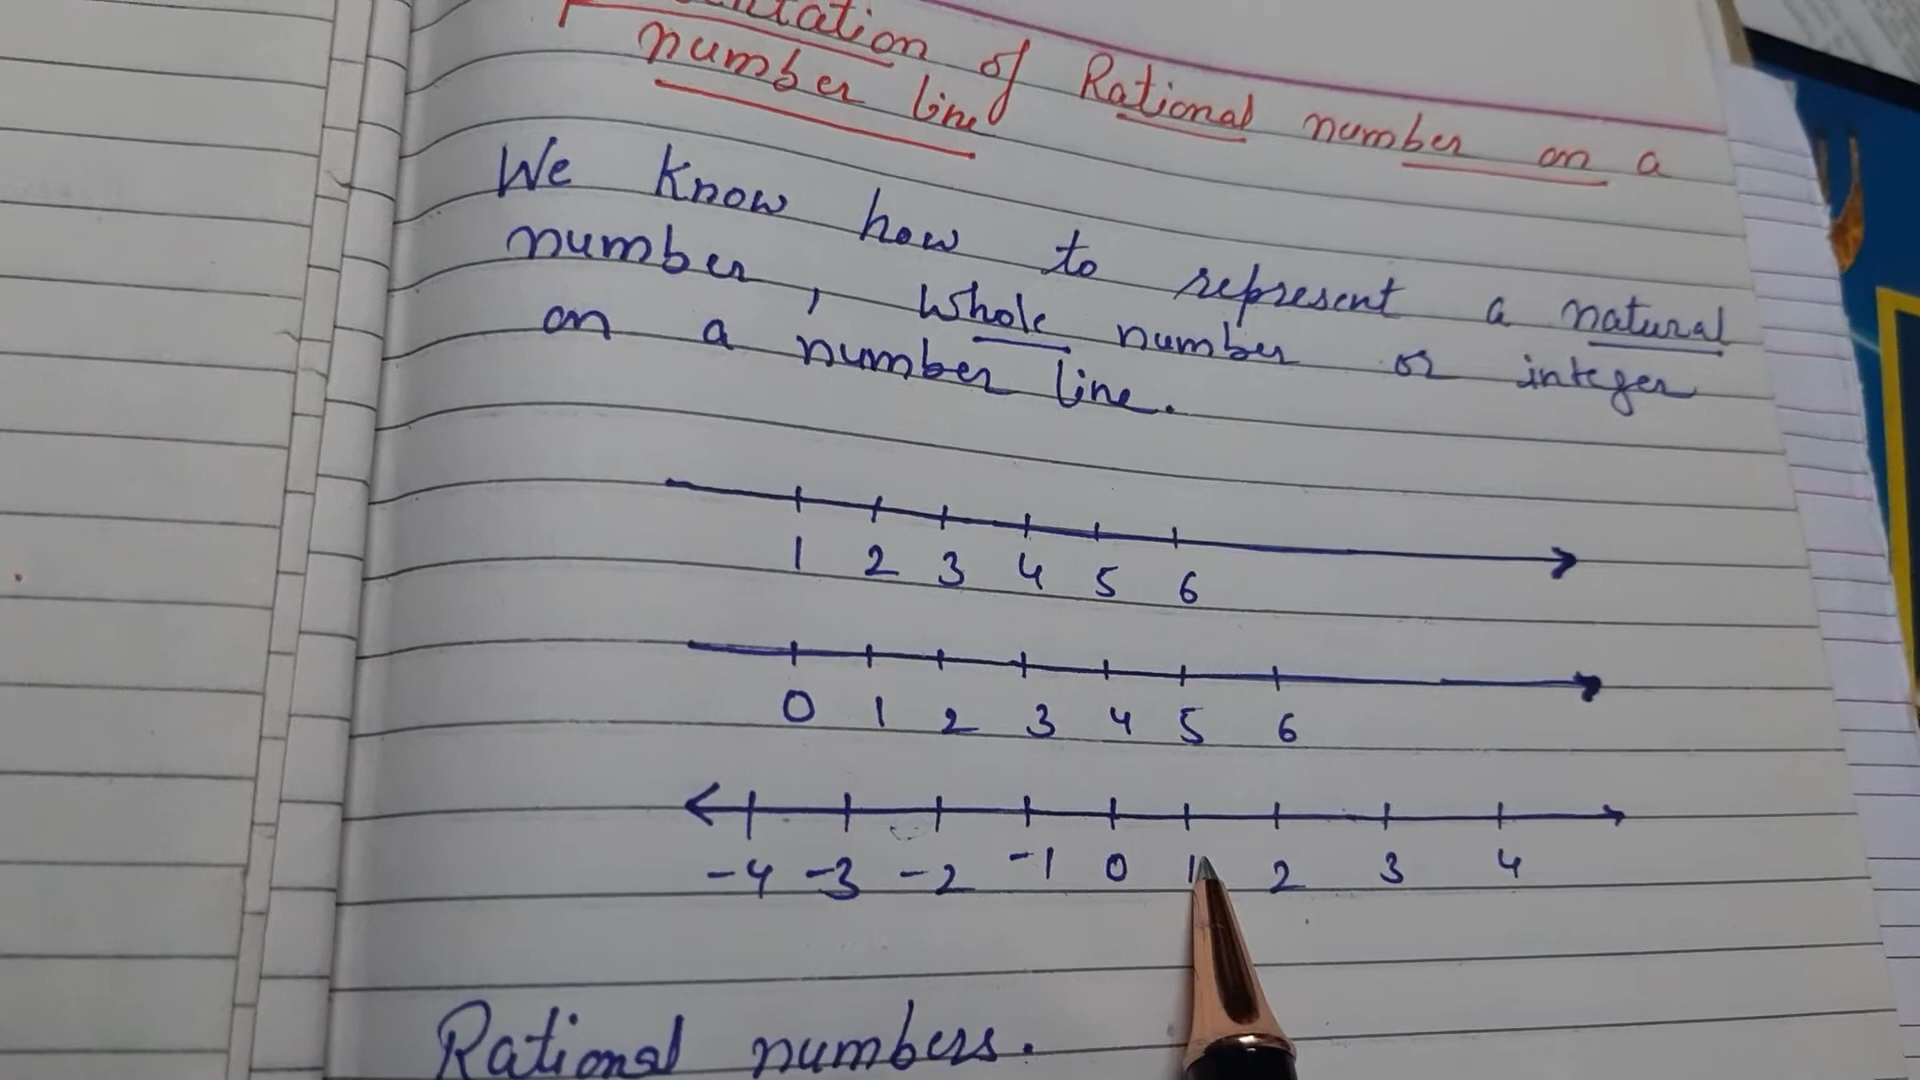 of Rational number on a
number line
We know how to represent a natural
number, whole number or integer
on a number line.
1 2 3 4 5 6
0 1 2 3 4 5 6
-4 -3 -2 -1 0 1 2 3 4
Rational numbers.